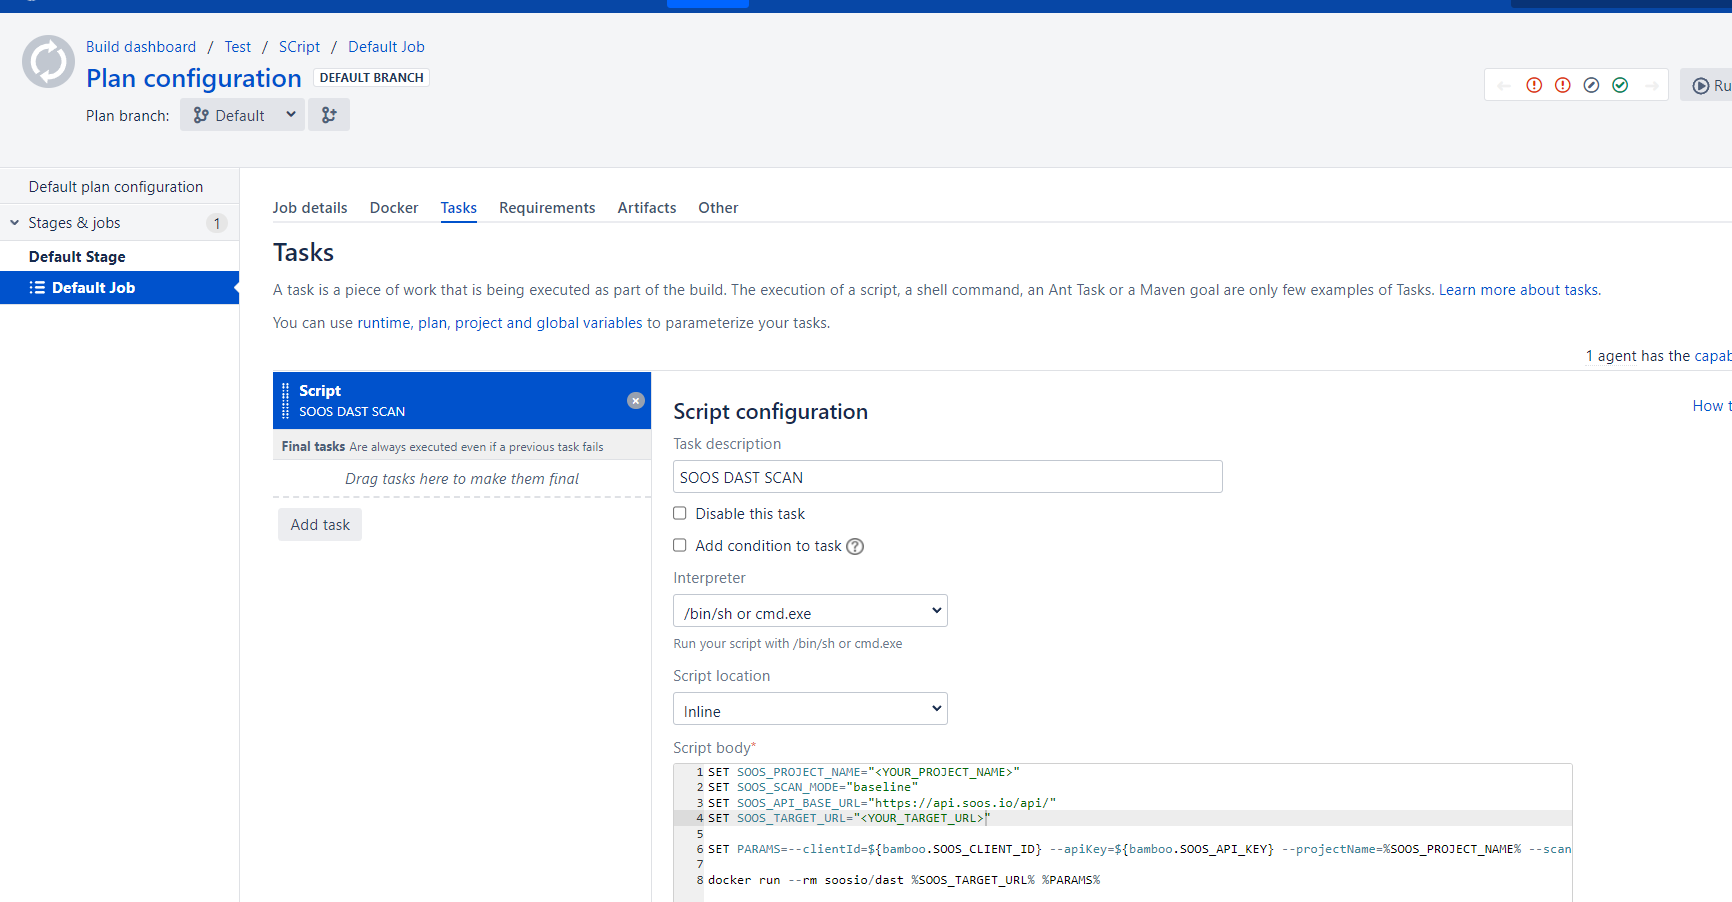 Build dashboard / Test / SCript / Default Job
Plan configuration DEFAULT BRANCH
Ru
Plan branch: Default
Default plan configuration
Stages & jobs 1
Default Stage
Default Job
Job details Docker Tasks Requirements Artifacts Other
Tasks
A task is a piece of work that is being executed as part of the build. The execution of a script, a shell command, an Ant Task or a Maven goal are only few examples of Tasks. Learn more about tasks.
You can use runtime, plan, project and global variables to parameterize your tasks.
1 agent has the capab
Script
SOOS DAST SCAN
Final tasks Are always executed even if a previous task fails
Drag tasks here to make them final
Add task
Script configuration
How t
Task description
SOOS DAST SCAN
Disable this task
Add condition to task ?
Interpreter
/bin/sh or cmd.exe
Run your script with /bin/sh or cmd.exe
Script location
Inline
Script body*
1 SET SOOS_PROJECT_NAME="<YOUR_PROJECT_NAME>"
2 SET SOOS_SCAN_MODE="baseline"
3 SET SOOS_API_BASE_URL="https://api.soos.io/api/"
4 SET SOOS_TARGET_URL="<YOUR_TARGET_URL>"
5
6 SET PARAMS=--clientId=${bamboo.SOOS_CLIENT_ID} --apiKey=${bamboo.SOOS_API_KEY} --projectName=%SOOS_PROJECT_NAME% --scan
7
8 docker run --rm soosio/dast %SOOS_TARGET_URL% %PARAMS%